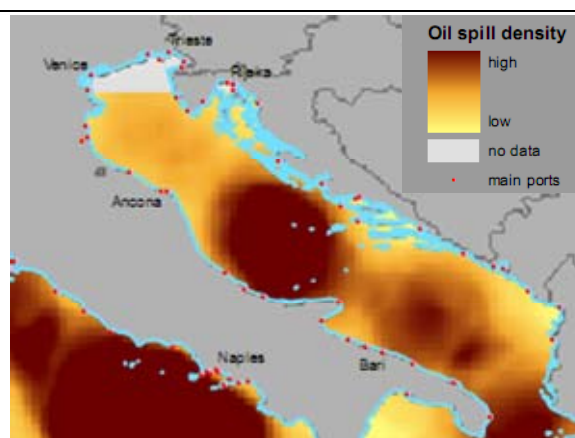 Oil spill density
high
low
no data
main ports
Trieste
Venice
Rijeka
Ancona
Naples
Bari